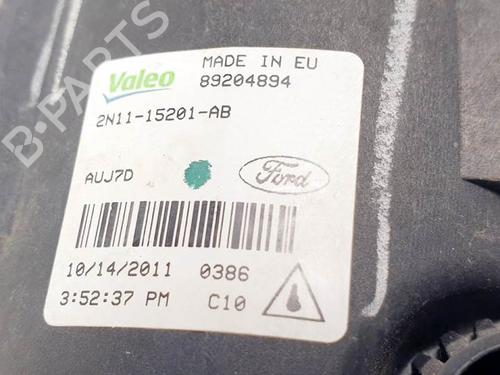 B-PARTS
Valeo
MADE IN EU
89204894
2N11-15201-AB
AUJ7D
Ford
10/14/2011 0386
3:52:37 PM C10